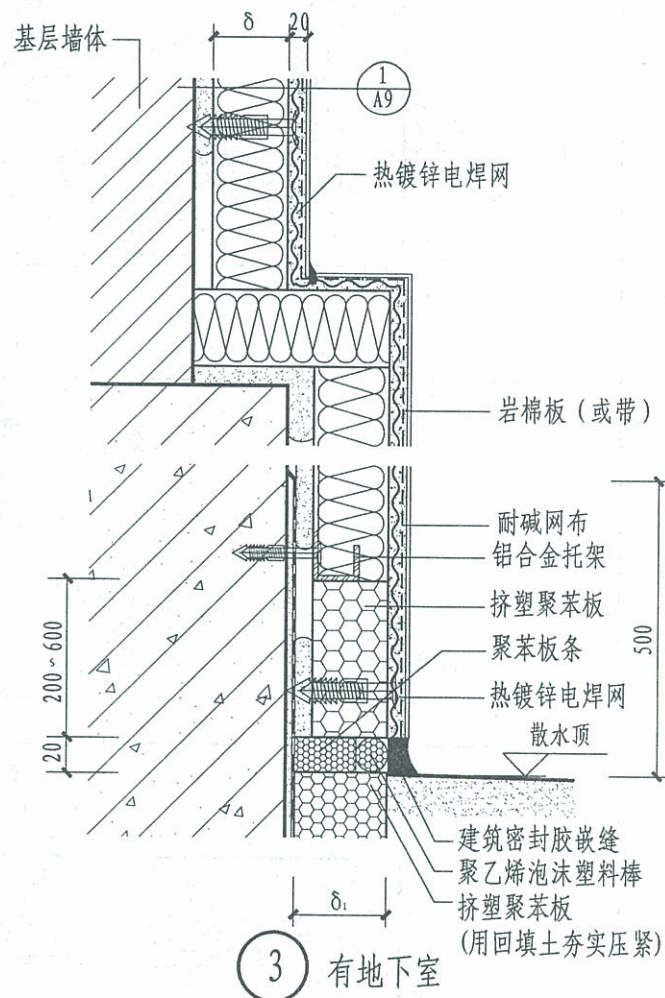 基层墙体
δ
20
1
A9
热镀锌电焊网
岩棉板（或带）
耐碱网布
铝合金托架
挤塑聚苯板
聚苯板条
热镀锌电焊网
散水顶
500
200~600
20
建筑密封胶嵌缝
聚乙烯泡沫塑料棒
挤塑聚苯板
(用回填土夯实压紧)
δ₁
3 有地下室